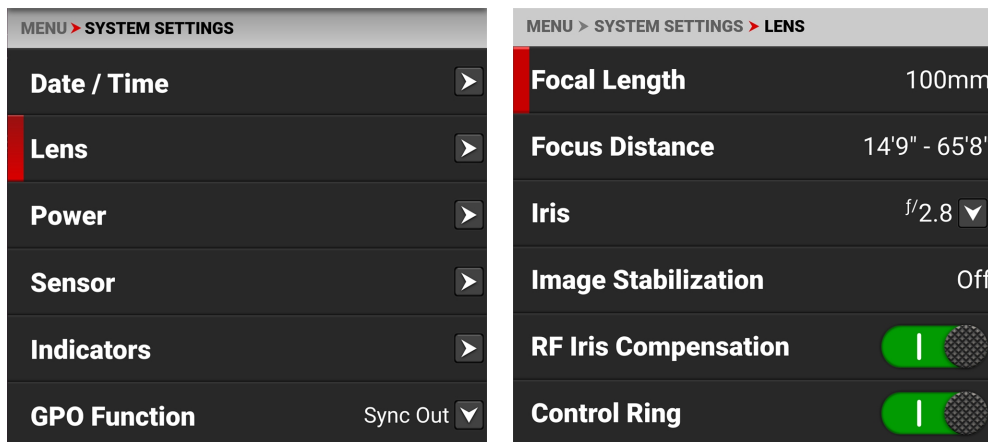 MENU > SYSTEM SETTINGS
Date / Time
Lens
Power
Sensor
Indicators
GPO Function Sync Out
MENU > SYSTEM SETTINGS > LENS
Focal Length 100mm
Focus Distance 14'9" - 65'8'
Iris ƒ/2.8
Image Stabilization Off
RF Iris Compensation
Control Ring